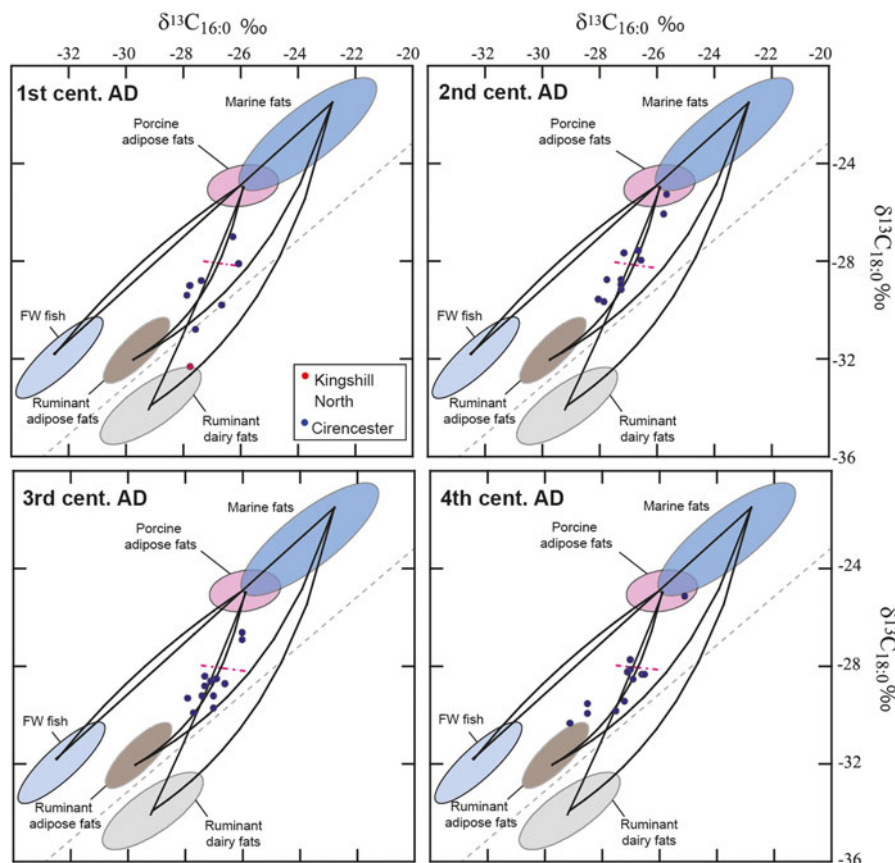 δ¹³C₁₆:₀ ‰
δ¹³C₁₆:₀ ‰
-32 -30 -28 -26 -24 -22
-32 -30 -28 -26 -24 -22 -20
1st cent. AD
Marine fats
Porcine
adipose fats
FW fish
Ruminant
adipose fats
Ruminant
dairy fats
Kingshill
North
Cirencester
2nd cent. AD
Marine fats
Porcine
adipose fats
FW fish
Ruminant
adipose fats
Ruminant
dairy fats
-24
-28
-32
-36
δ¹³C₁₈:₀‰
3rd cent. AD
Marine fats
Porcine
adipose fats
FW fish
Ruminant
adipose fats
Ruminant
dairy fats
4th cent. AD
Marine fats
Porcine
adipose fats
FW fish
Ruminant
adipose fats
Ruminant
dairy fats
-24
-28
-32
-36
δ¹³C₁₈:₀‰